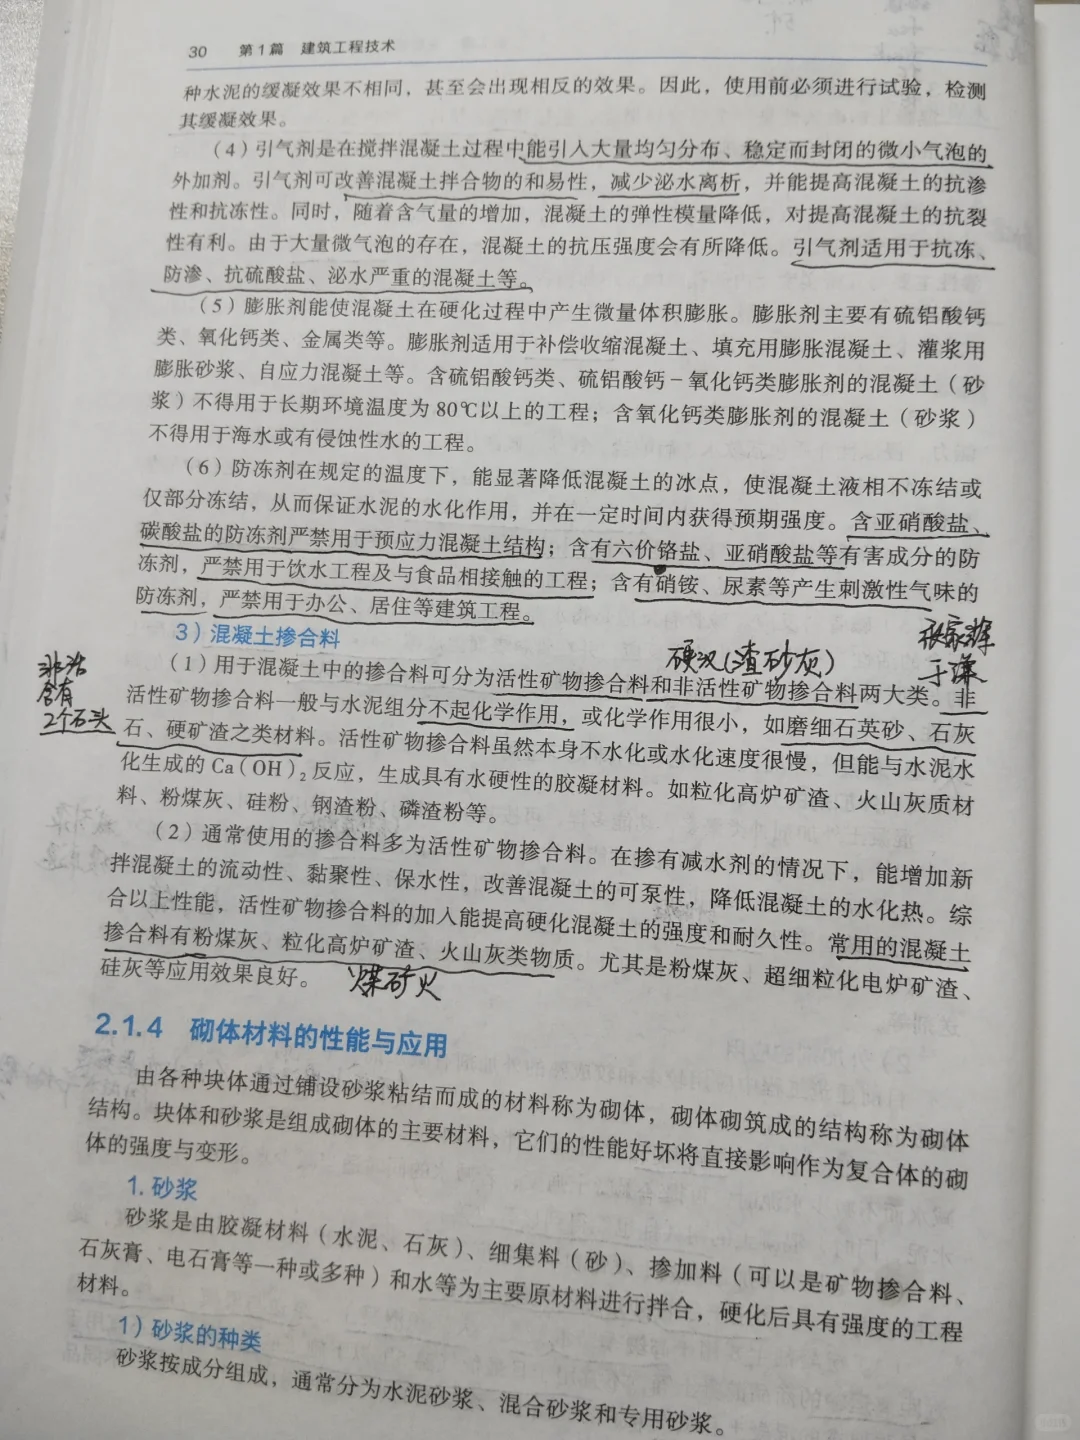 30 第1篇 建筑工程技术
种水泥的缓凝效果不相同，甚至会出现相反的效果。因此，使用前必须进行试验，检测
其缓凝效果。
（4）引气剂是在搅拌混凝土过程中能引入大量均匀分布、稳定而封闭的微小气泡的
外加剂。引气剂可改善混凝土拌合物的和易性，减少泌水离析，并能提高混凝土的抗渗
性和抗冻性。同时，随着含气量的增加，混凝土的弹性模量降低，对提高混凝土的抗裂
性有利。由于大量微气泡的存在，混凝土的抗压强度会有所降低。引气剂适用于抗冻、
防渗、抗硫酸盐、泌水严重的混凝土等。
（5）膨胀剂能使混凝土在硬化过程中产生微量体积膨胀。膨胀剂主要有硫铝酸钙
类、氧化钙类、金属类等。膨胀剂适用于补偿收缩混凝土、填充用膨胀混凝土、灌浆用
膨胀砂浆、自应力混凝土等。含硫铝酸钙类、硫铝酸钙－氧化钙类膨胀剂的混凝土（砂
浆）不得用于长期环境温度为80℃以上的工程；含氧化钙类膨胀剂的混凝土（砂浆）
不得用于海水或有侵蚀性水的工程。
（6）防冻剂在规定的温度下，能显著降低混凝土的冰点，使混凝土液相不冻结或
仅部分冻结，从而保证水泥的水化作用，并在一定时间内获得预期强度。含亚硝酸盐、
碳酸盐的防冻剂严禁用于预应力混凝土结构；含有六价铬盐、亚硝酸盐等有害成分的防
冻剂，严禁用于饮水工程及与食品相接触的工程；含有硝铵、尿素等产生刺激性气味的
防冻剂，严禁用于办公、居住等建筑工程。
3）混凝土掺合料
硬汉（渣砂灰）
（1）用于混凝土中的掺合料可分为活性矿物掺合料和非活性矿物掺合料两大类。非
非活
含有
2个石头
活性矿物掺合料一般与水泥组分不起化学作用，或化学作用很小，如磨细石英砂、石灰
石、硬矿渣之类材料。活性矿物掺合料虽然本身不水化或水化速度很慢，但能与水泥水
化生成的Ca(OH)₂反应，生成具有水硬性的胶凝材料。如粒化高炉矿渣、火山灰质材
料、粉煤灰、硅粉、钢渣粉、磷渣粉等。
（2）通常使用的掺合料多为活性矿物掺合料。在掺有减水剂的情况下，能增加新
拌混凝土的流动性、黏聚性、保水性，改善混凝土的可泵性，降低混凝土的水化热。综
合以上性能，活性矿物掺合料的加入能提高硬化混凝土的强度和耐久性。常用的混凝土
掺合料有粉煤灰、粒化高炉矿渣、火山灰类物质。尤其是粉煤灰、超细粒化电炉矿渣、
硅灰等应用效果良好。
煤矿火
2.1.4 砌体材料的性能与应用
由各种块体通过铺设砂浆粘结而成的材料称为砌体，砌体砌筑成的结构称为砌体
结构。块体和砂浆是组成砌体的主要材料，它们的性能好坏将直接影响作为复合体的砌
体的强度与变形。
1. 砂浆
砂浆是由胶凝材料（水泥、石灰）、细集料（砂）、掺加料（可以是矿物掺合料、
石灰膏、电石膏等一种或多种）和水等为主要原材料进行拌合，硬化后具有强度的工程
材料。
1）砂浆的种类
砂浆按成分组成，通常分为水泥砂浆、混合砂浆和专用砂浆。